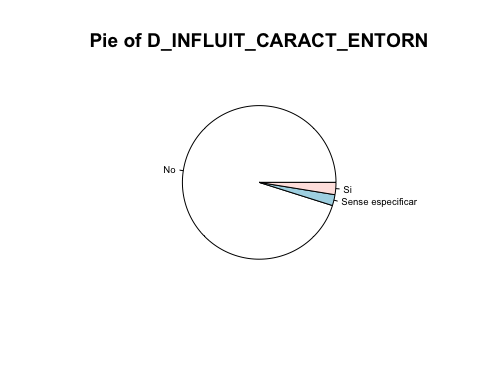 Pie of D_INFLUIT_CARACT_ENTORN
No
Si
Sense especificar